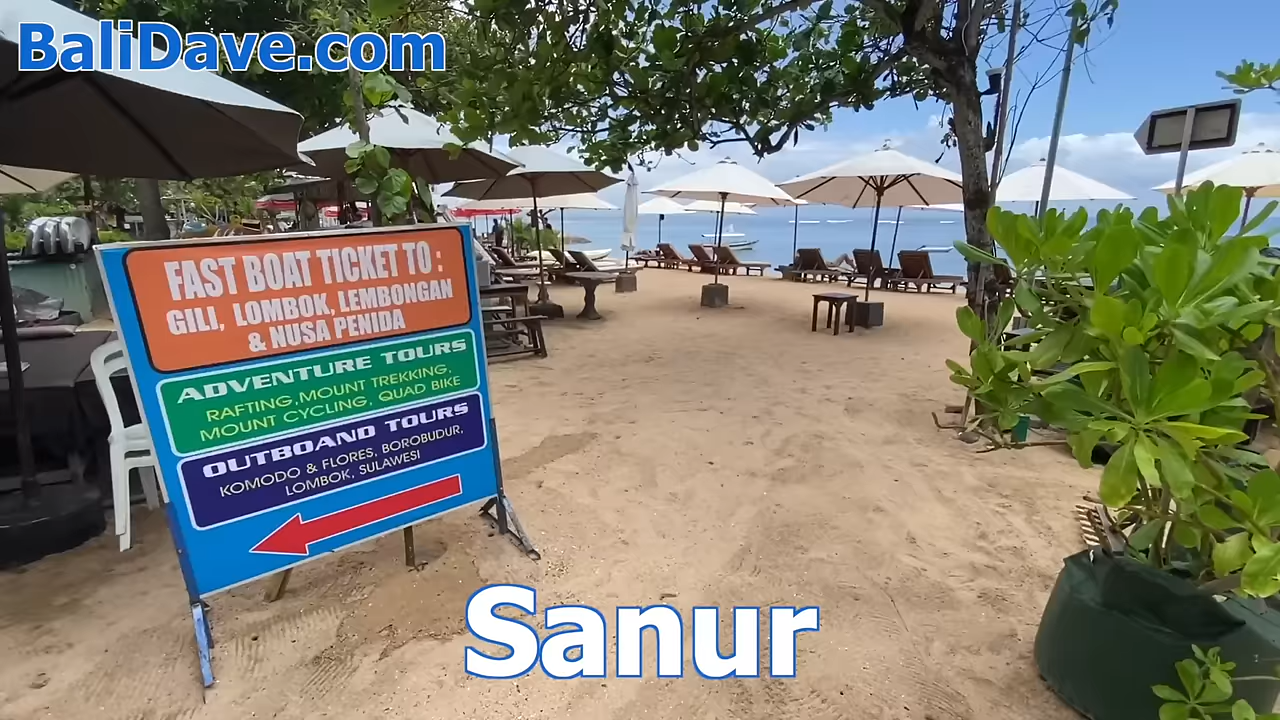 BaliDave.com
FAST BOAT TICKET TO :
GILI, LOMBOK, LEMBONGAN
& NUSA PENIDA
ADVENTURE TOURS
RAFTING,MOUNT TREKKING,
MOUNT CYCLING, QUAD BIKE
OUTBOAND TOURS
KOMODO & FLORES, BOROBUDUR,
LOMBOK, SULAWESI
Sanur